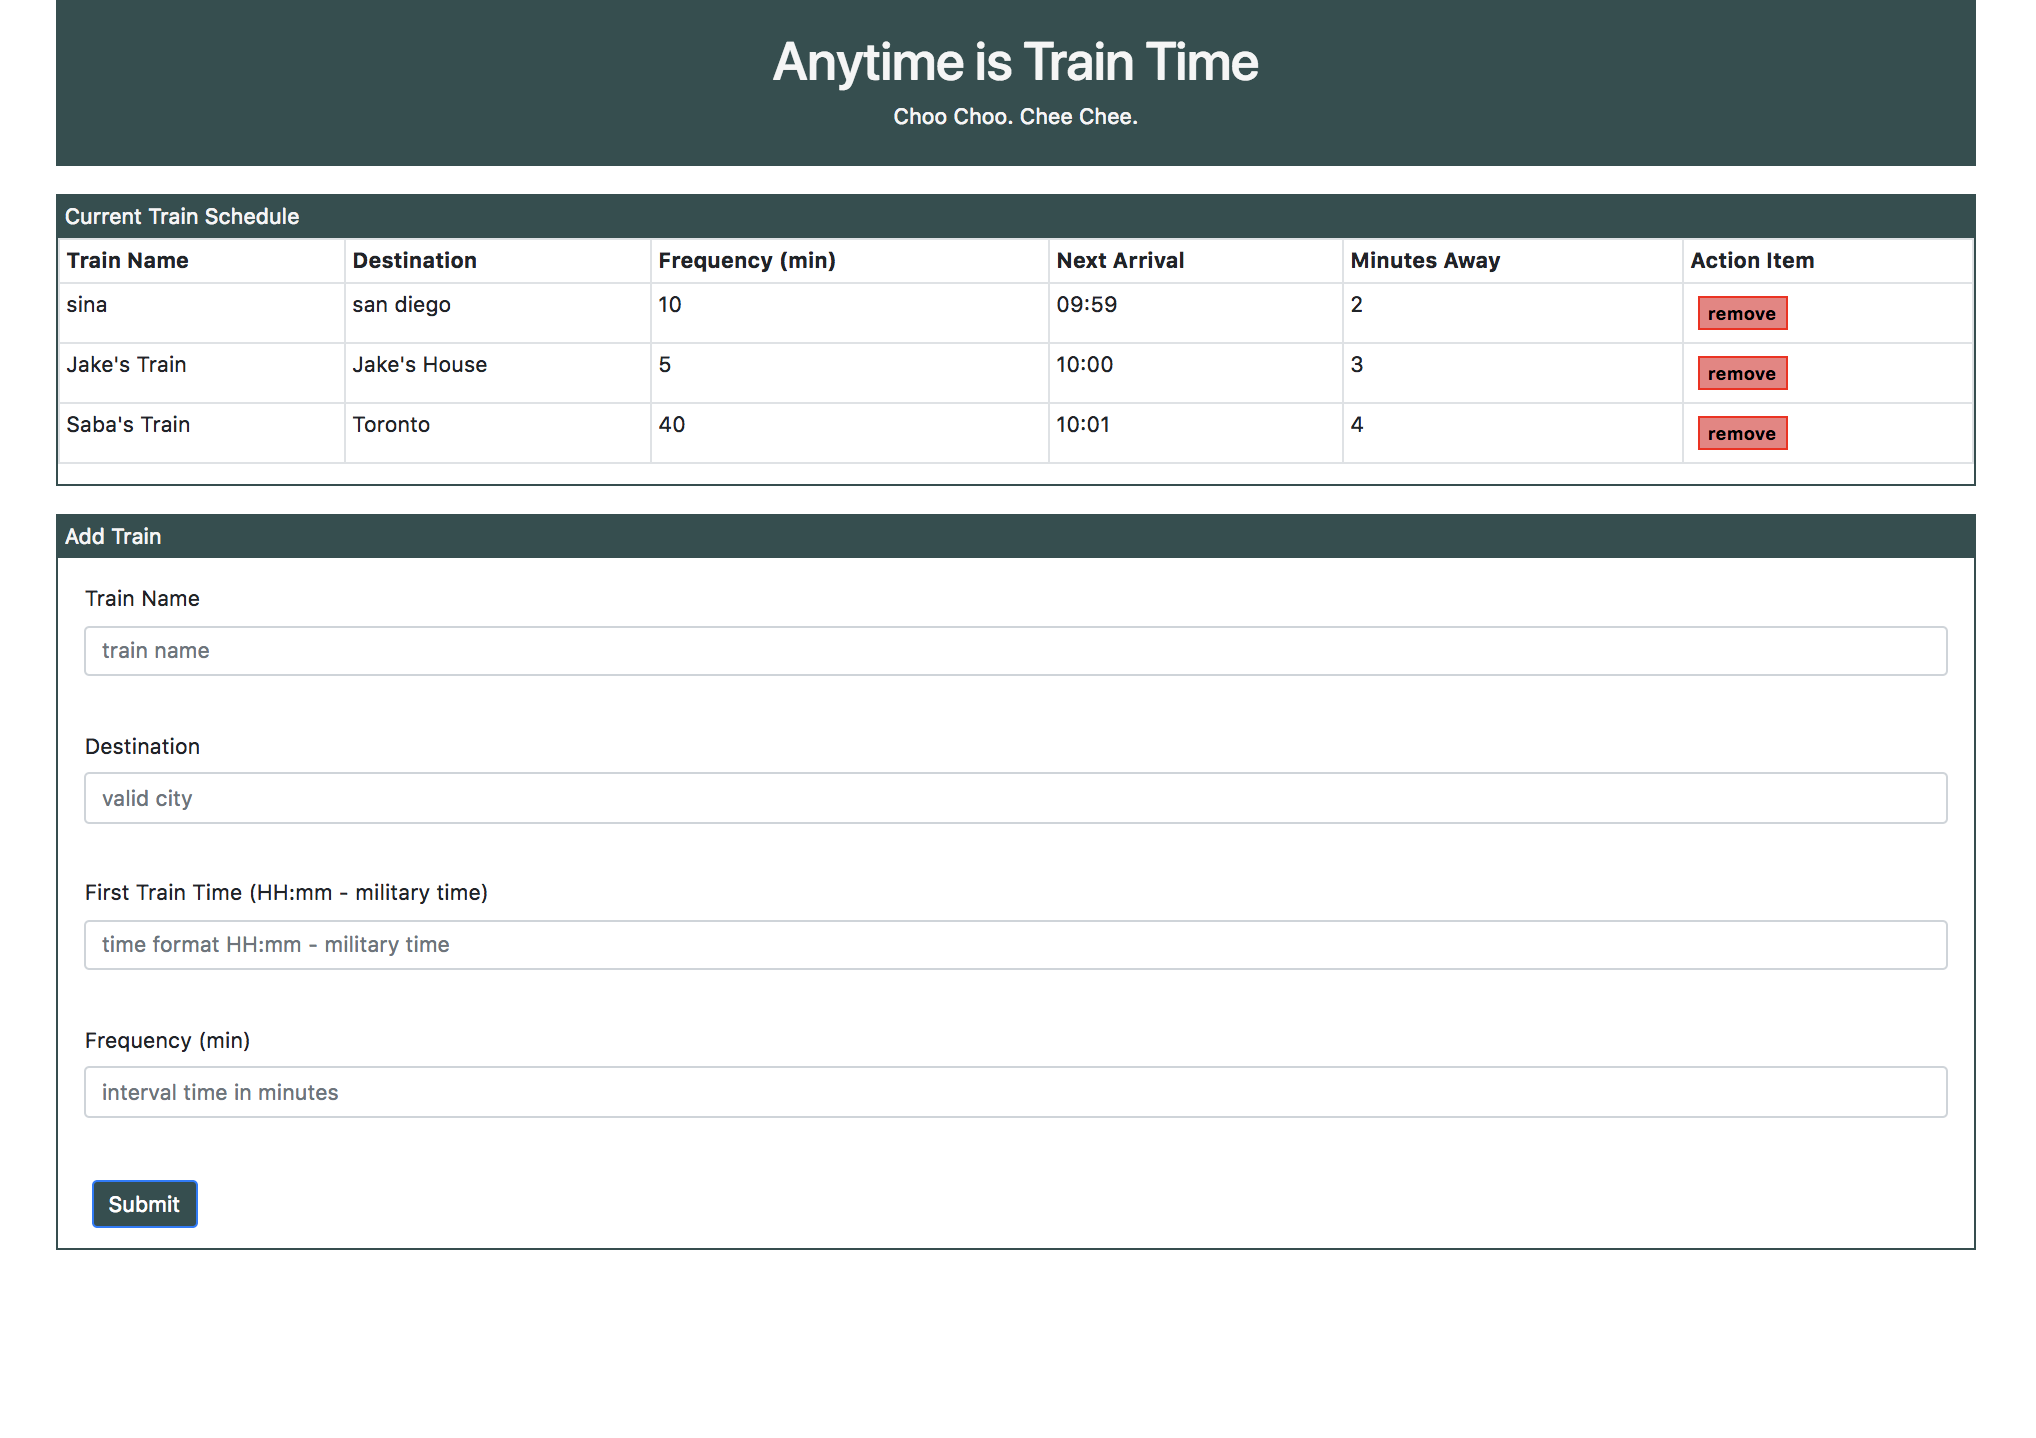 Anytime is Train Time
Choo Choo. Chee Chee.
Current Train Schedule
Train Name Destination Frequency (min) Next Arrival Minutes Away Action Item
sina san diego 10 09:59 2 remove
Jake's Train Jake's House 5 10:00 3 remove
Saba's Train Toronto 40 10:01 4 remove
Add Train
Train Name
train name
Destination
valid city
First Train Time (HH:mm - military time)
time format HH:mm - military time
Frequency (min)
interval time in minutes
Submit